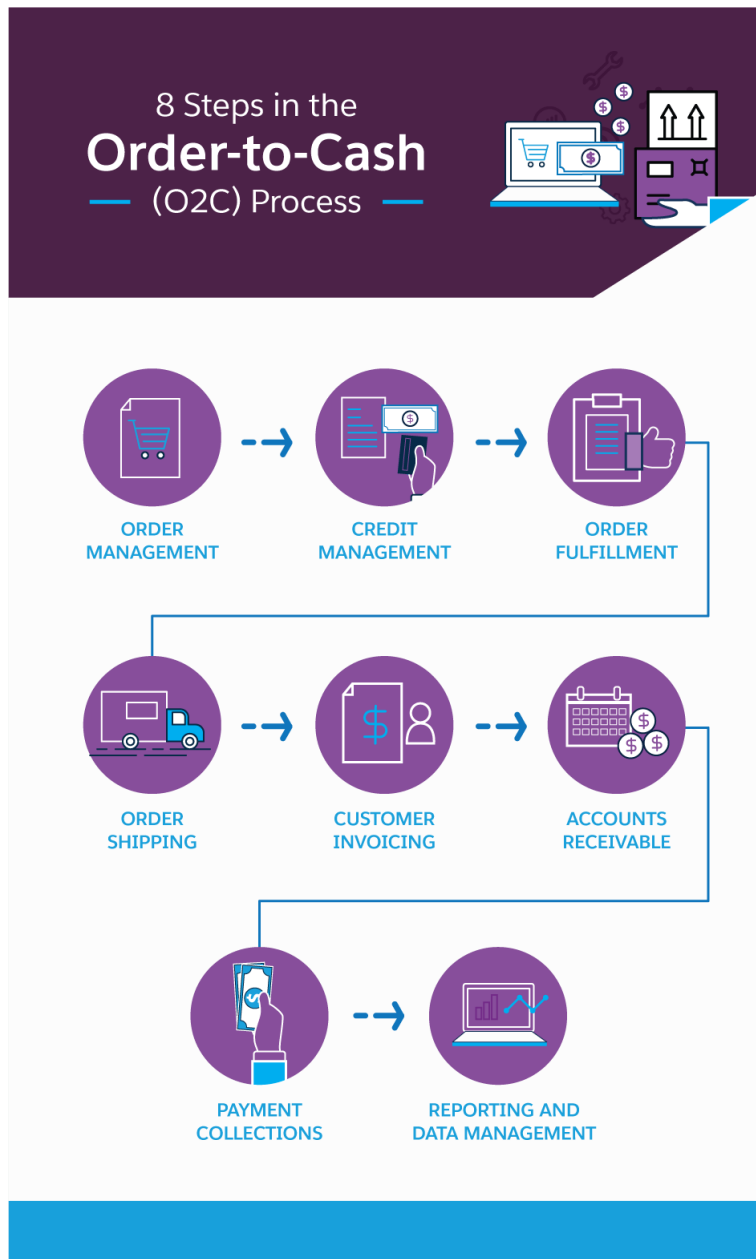 8 Steps in the
Order-to-Cash
(O2C) Process
ORDER
MANAGEMENT
CREDIT
MANAGEMENT
ORDER
FULFILLMENT
ORDER
SHIPPING
CUSTOMER
INVOICING
ACCOUNTS
RECEIVABLE
PAYMENT
COLLECTIONS
REPORTING AND
DATA MANAGEMENT